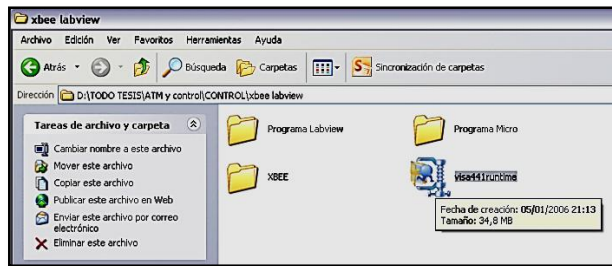 xbee labview
Archivo Edición Ver Favoritos Herramientas Ayuda
Atrás Búsqueda Carpetas Sincronización de carpetas
Dirección D:\TODO TESIS\ATM y control\CONTROL\xbee labview
Tareas de archivo y carpeta
Cambiar nombre a este archivo
Mover este archivo
Copiar este archivo
Publicar este archivo en Web
Enviar este archivo por correo
electrónico
Eliminar este archivo
Programa Labview Programa Micro
XBEE visa441runtime
Fecha de creación: 05/01/2006 21:13
Tamaño: 34,8 MB